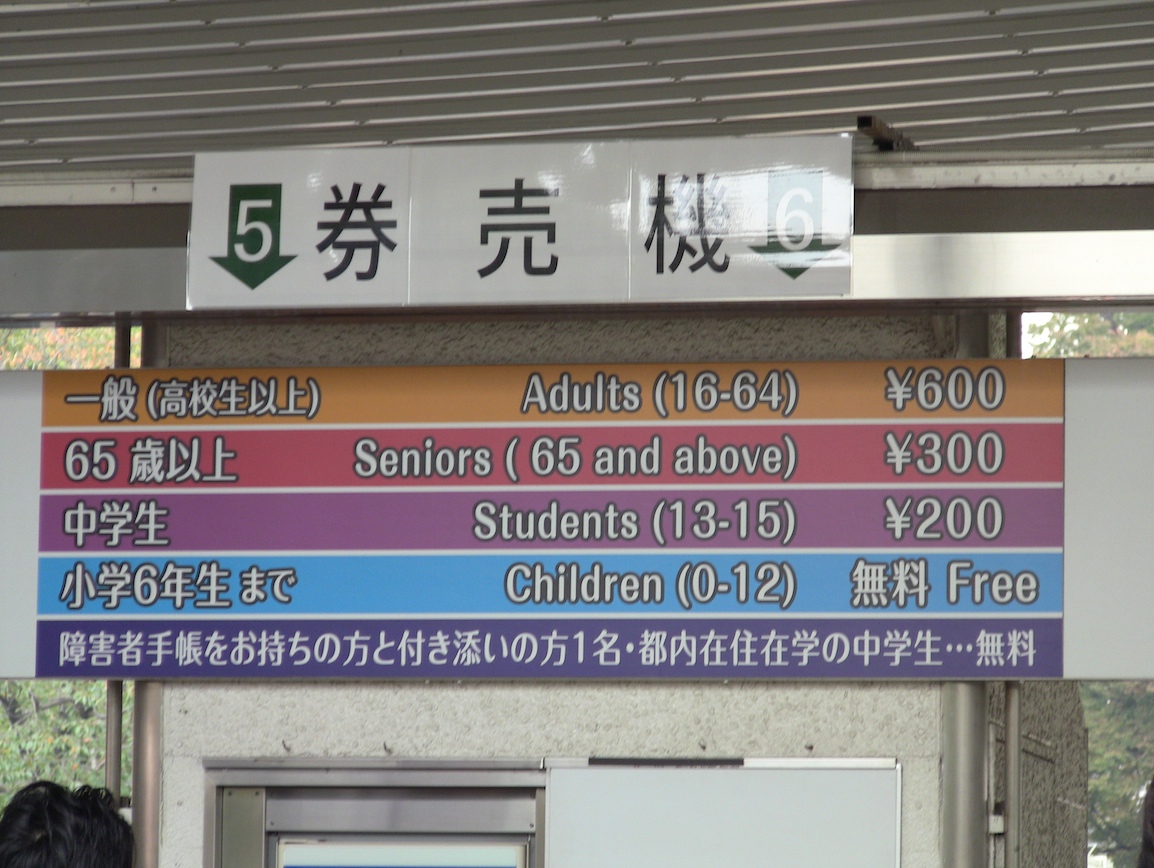 5 券売機 6
一般 (高校生以上) Adults (16-64) ¥600
65 歳以上 Seniors ( 65 and above) ¥300
中学生 Students (13-15) ¥200
小学6年生 まで Children (0-12) 無料 Free
障害者手帳をお持ちの方と付き添いの方1名・都内在住在学の中学生…無料